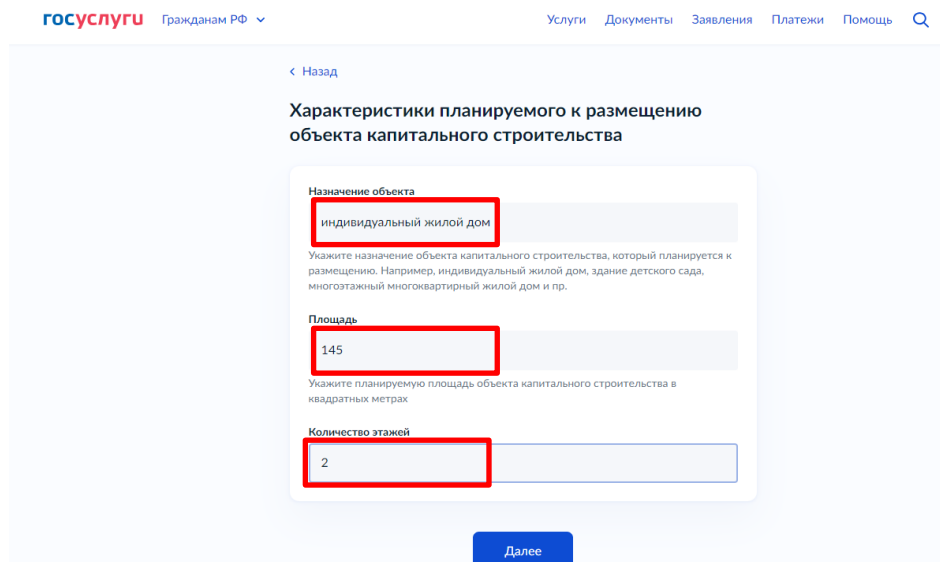 госуслуги Гражданам РФ Услуги Документы Заявления Платежи Помощь
Назад
Характеристики планируемого к размещению
объекта капитального строительства
Назначение объекта
индивидуальный жилой дом
Укажите назначение объекта капитального строительства, который планируется к
размещению. Например, индивидуальный жилой дом, здание детского сада,
многоэтажный многоквартирный жилой дом и пр.
Площадь
145
Укажите планируемую площадь объекта капитального строительства в
квадратных метрах
Количество этажей
2
Далее